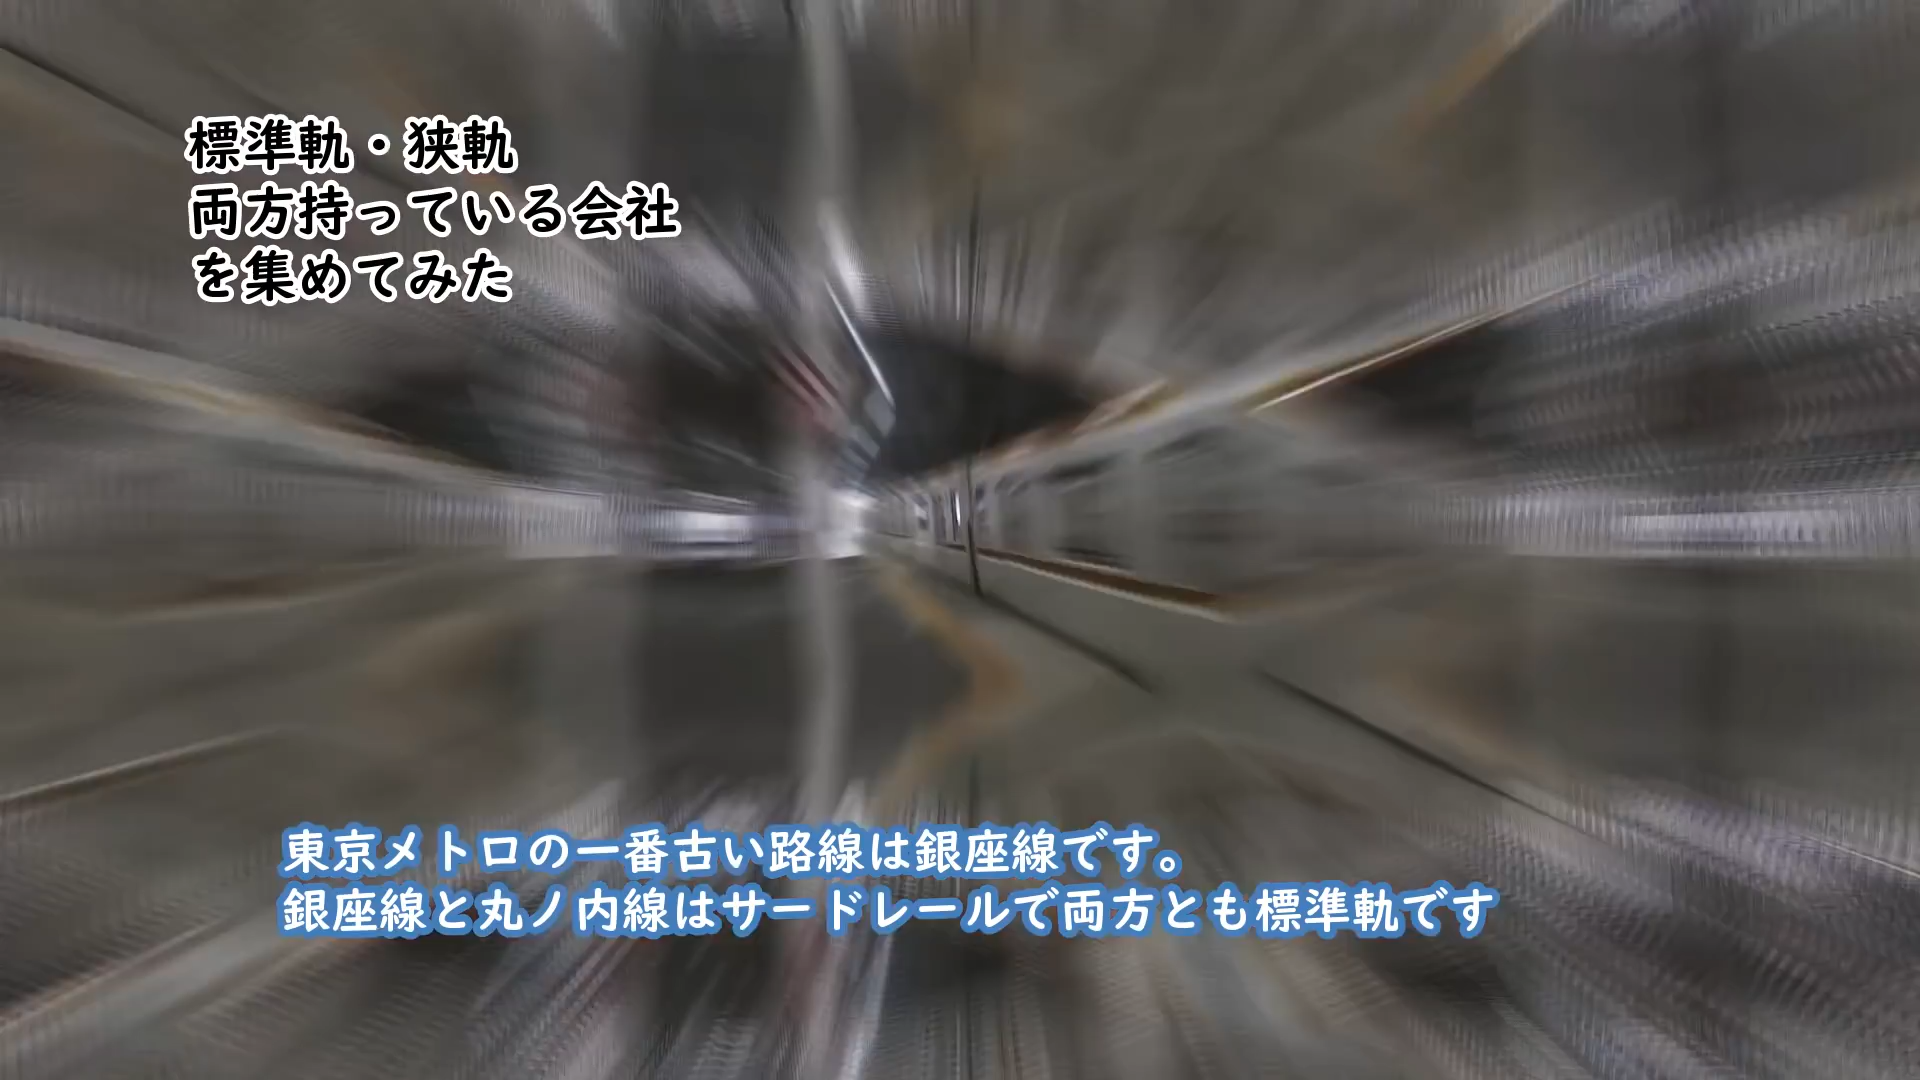 標準軌・狭軌
両方持っている会社
を集めてみた
東京メトロの一番古い路線は銀座線です。
銀座線と丸ノ内線はサードレールで両方とも標準軌です